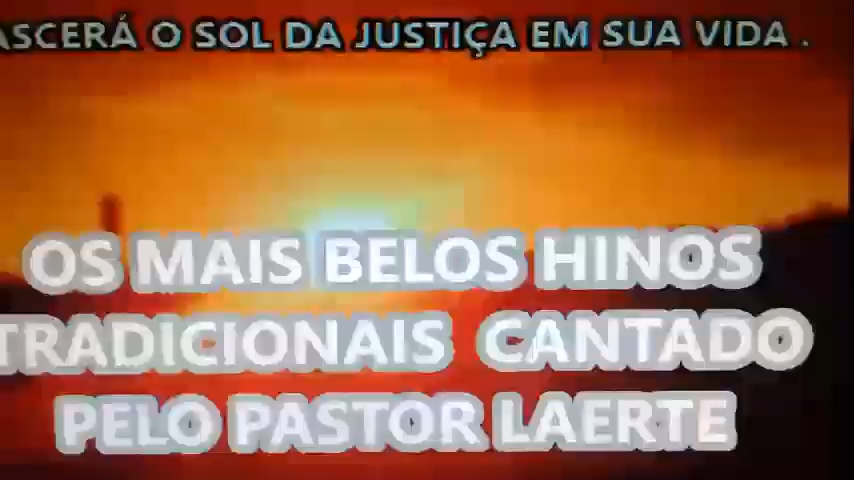 ASCERÁ O SOL DA JUSTIÇA EM SUA VIDA .
OS MAIS BELOS HINOS
TRADICIONAIS CANTADO
PELO PASTOR LAERTE